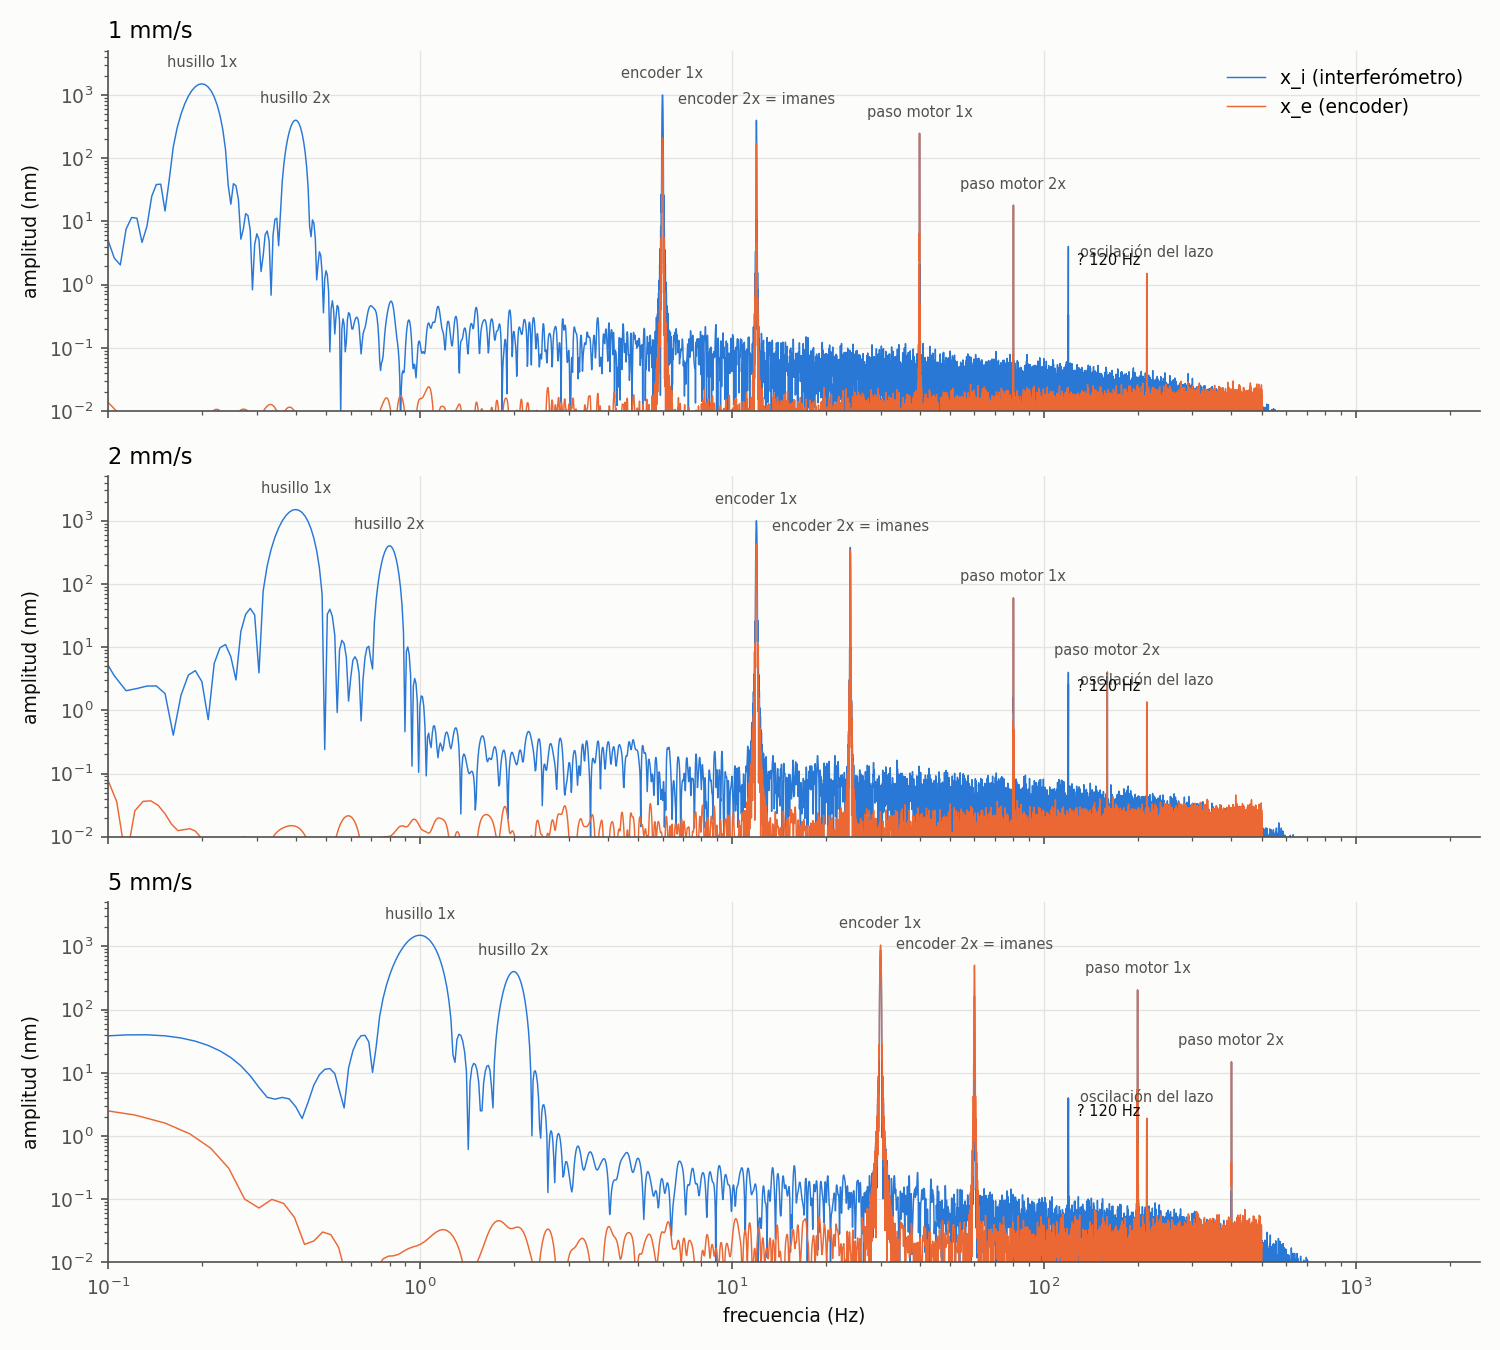 1 mm/s
husillo 1x
husillo 2x
encoder 1x
encoder 2x = imanes
paso motor 1x
paso motor 2x
oscilación del lazo
? 120 Hz
x_i (interferómetro)
x_e (encoder)
amplitud (nm)
10³
10²
10¹
10⁰
10⁻¹
10⁻²
2 mm/s
husillo 1x
husillo 2x
encoder 1x
encoder 2x = imanes
paso motor 1x
paso motor 2x
oscilación del lazo
? 120 Hz
amplitud (nm)
10³
10²
10¹
10⁰
10⁻¹
10⁻²
5 mm/s
husillo 1x
husillo 2x
encoder 1x
encoder 2x = imanes
paso motor 1x
paso motor 2x
oscilación del lazo
? 120 Hz
amplitud (nm)
10³
10²
10¹
10⁰
10⁻¹
10⁻²
10⁻¹ 10⁰ 10¹ 10² 10³
frecuencia (Hz)